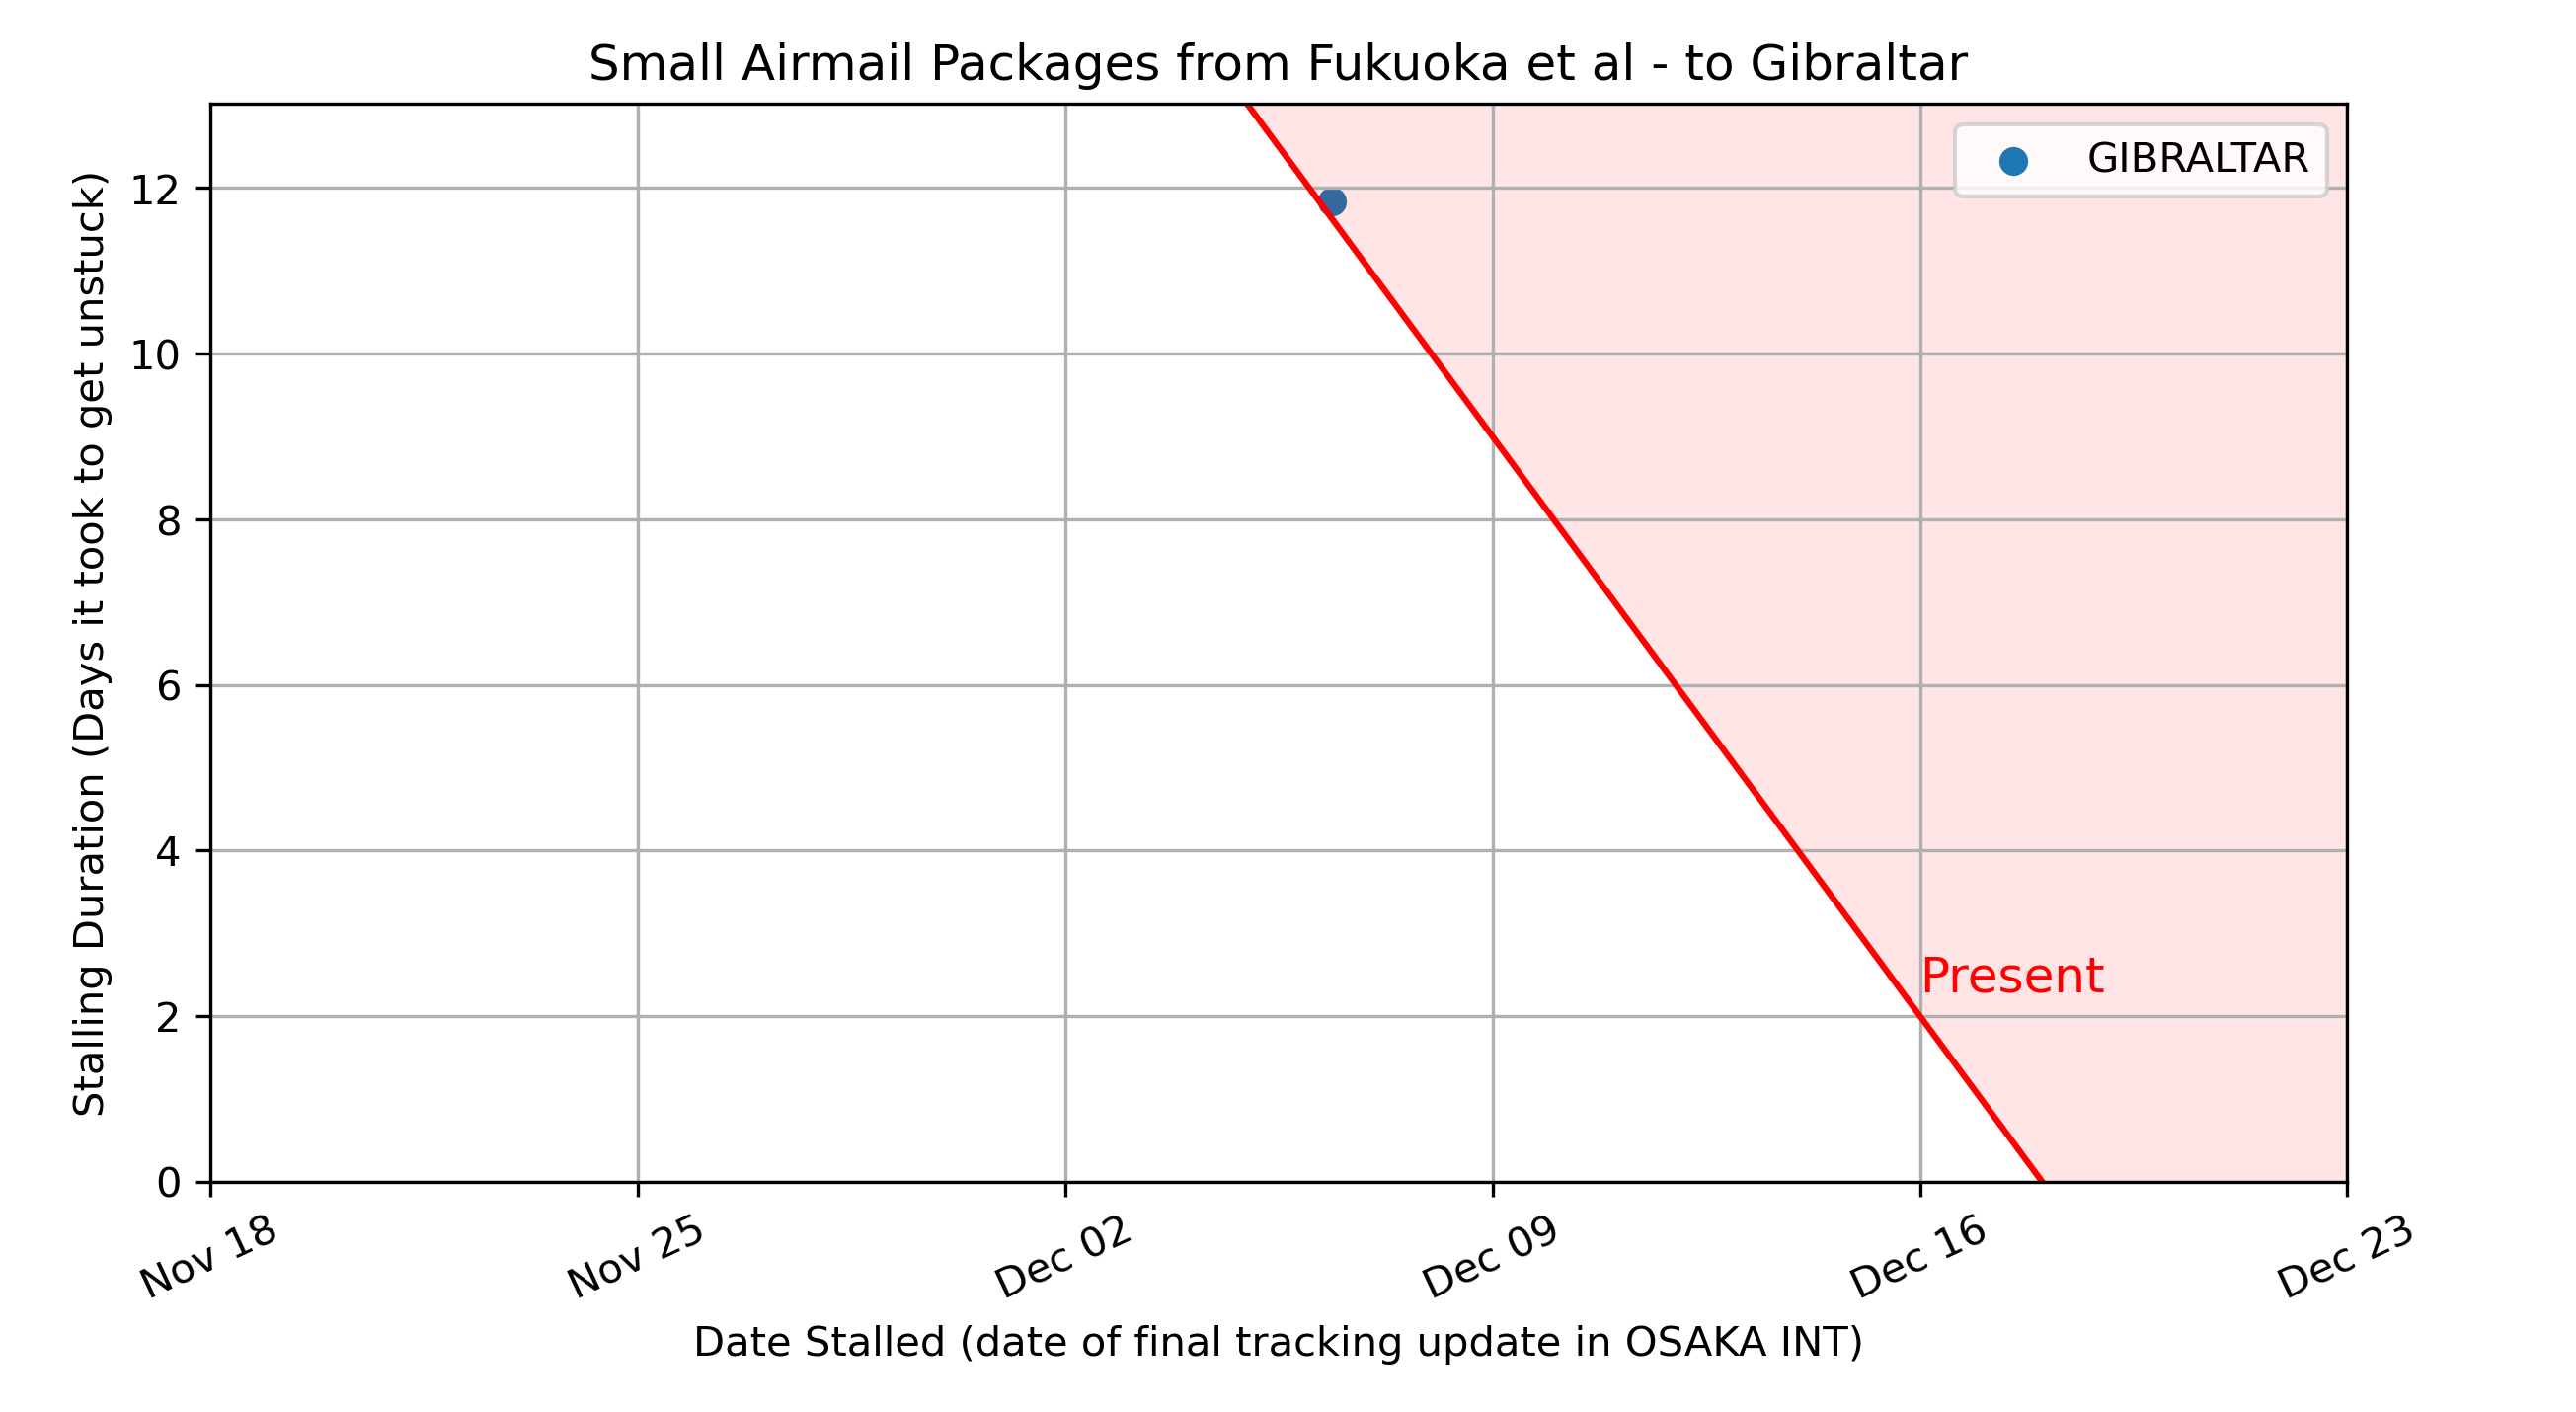 Small Airmail Packages from Fukuoka et al - to Gibraltar
GIBRALTAR
Stalling Duration (Days it took to get unstuck)
12
10
8
6
4
2
0
Present
Nov 18
Nov 25
Dec 02
Dec 09
Dec 16
Dec 23
Date Stalled (date of final tracking update in OSAKA INT)